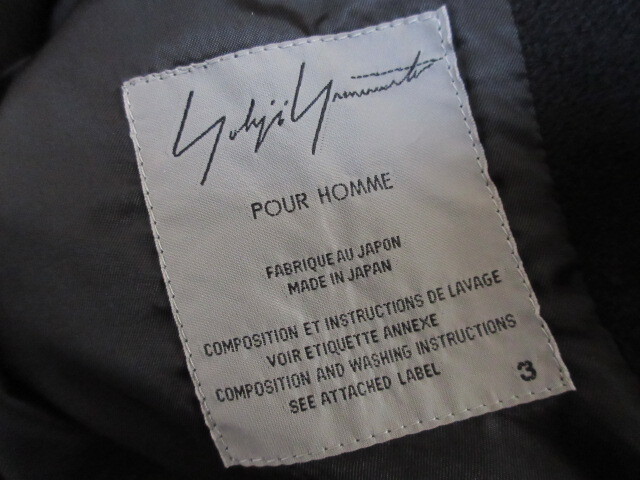 Yohji Yamamoto
POUR HOMME
FABRIQUE AU JAPON
MADE IN JAPAN
COMPOSITION ET INSTRUCTIONS DE LAVAGE
VOIR ETIQUETTE ANNEXE
COMPOSITION AND WASHING INSTRUCTIONS
SEE ATTACHED LABEL
3